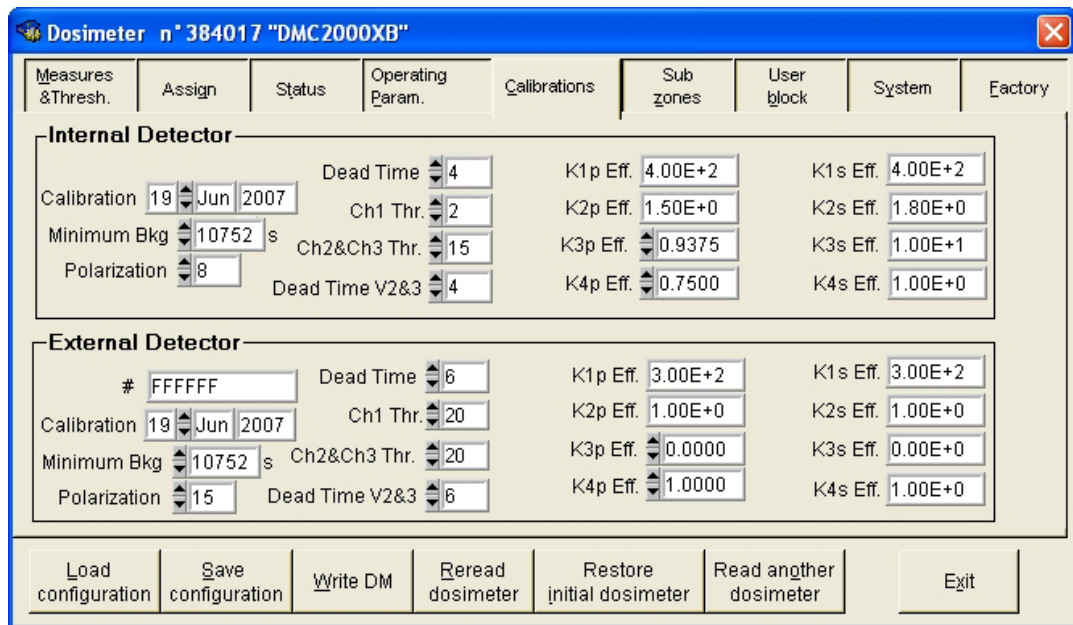 Dosimeter n°384017 "DMC2000XB"
Measures &Thresh.
Assign
Status
Operating Param.
Calibrations
Sub zones
User block
System
Factory
Internal Detector
Calibration 19 Jun 2007
Minimum Bkg 10752 s
Polarization 8
Dead Time 4
Ch1 Thr. 2
Ch2&Ch3 Thr. 15
Dead Time V2&3 4
K1p Eff. 4.00E+2
K2p Eff. 1.50E+0
K3p Eff. 0.9375
K4p Eff. 0.7500
K1s Eff. 4.00E+2
K2s Eff. 1.80E+0
K3s Eff. 1.00E+1
K4s Eff. 1.00E+0
External Detector
# FFFFFF
Calibration 19 Jun 2007
Minimum Bkg 10752 s
Polarization 15
Dead Time 6
Ch1 Thr. 20
Ch2&Ch3 Thr. 20
Dead Time V2&3 6
K1p Eff. 3.00E+2
K2p Eff. 1.00E+0
K3p Eff. 0.0000
K4p Eff. 1.0000
K1s Eff. 3.00E+2
K2s Eff. 1.00E+0
K3s Eff. 0.00E+0
K4s Eff. 1.00E+0
Load configuration
Save configuration
Write DM
Reread dosimeter
Restore initial dosimeter
Read another dosimeter
Exit